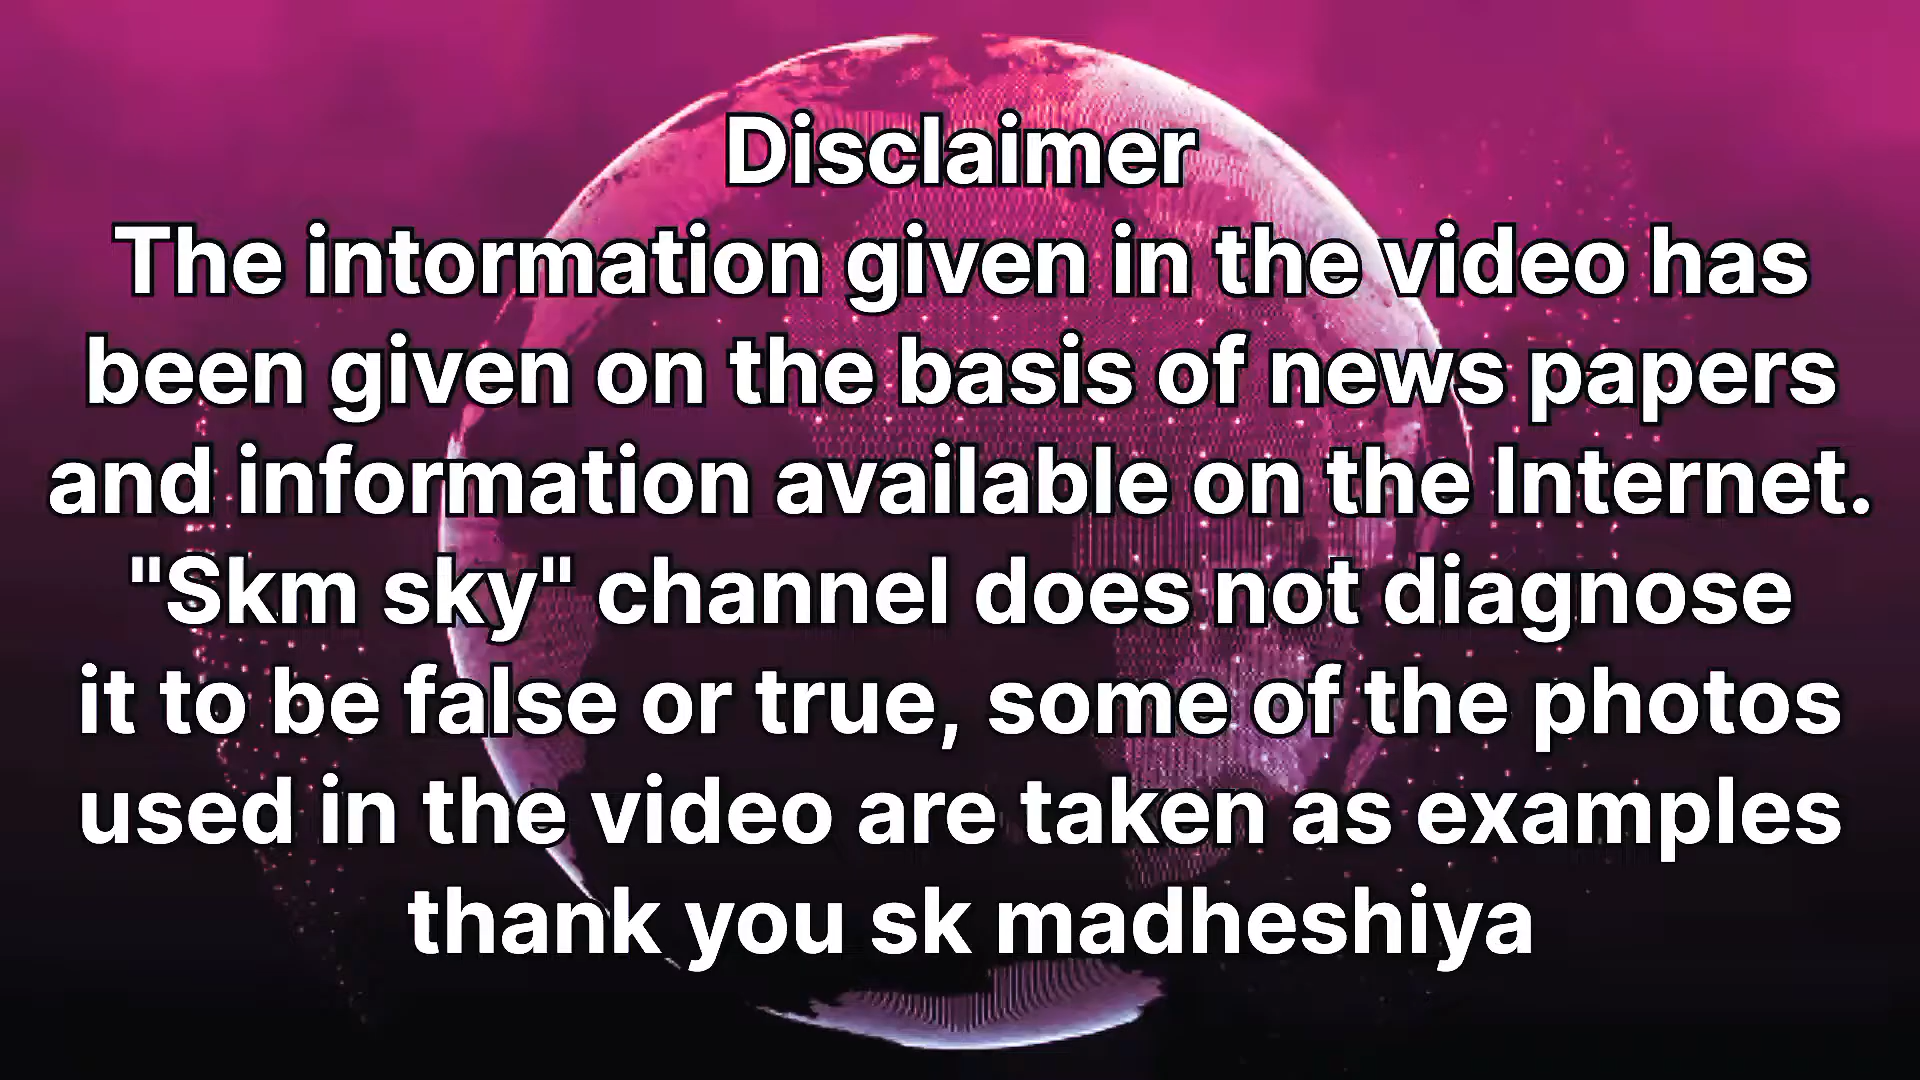 Disclaimer
The intormation given in the video has
been given on the basis of news papers
and information available on the Internet.
"Skm sky" channel does not diagnose
it to be false or true, some of the photos
used in the video are taken as examples
thank you sk madheshiya